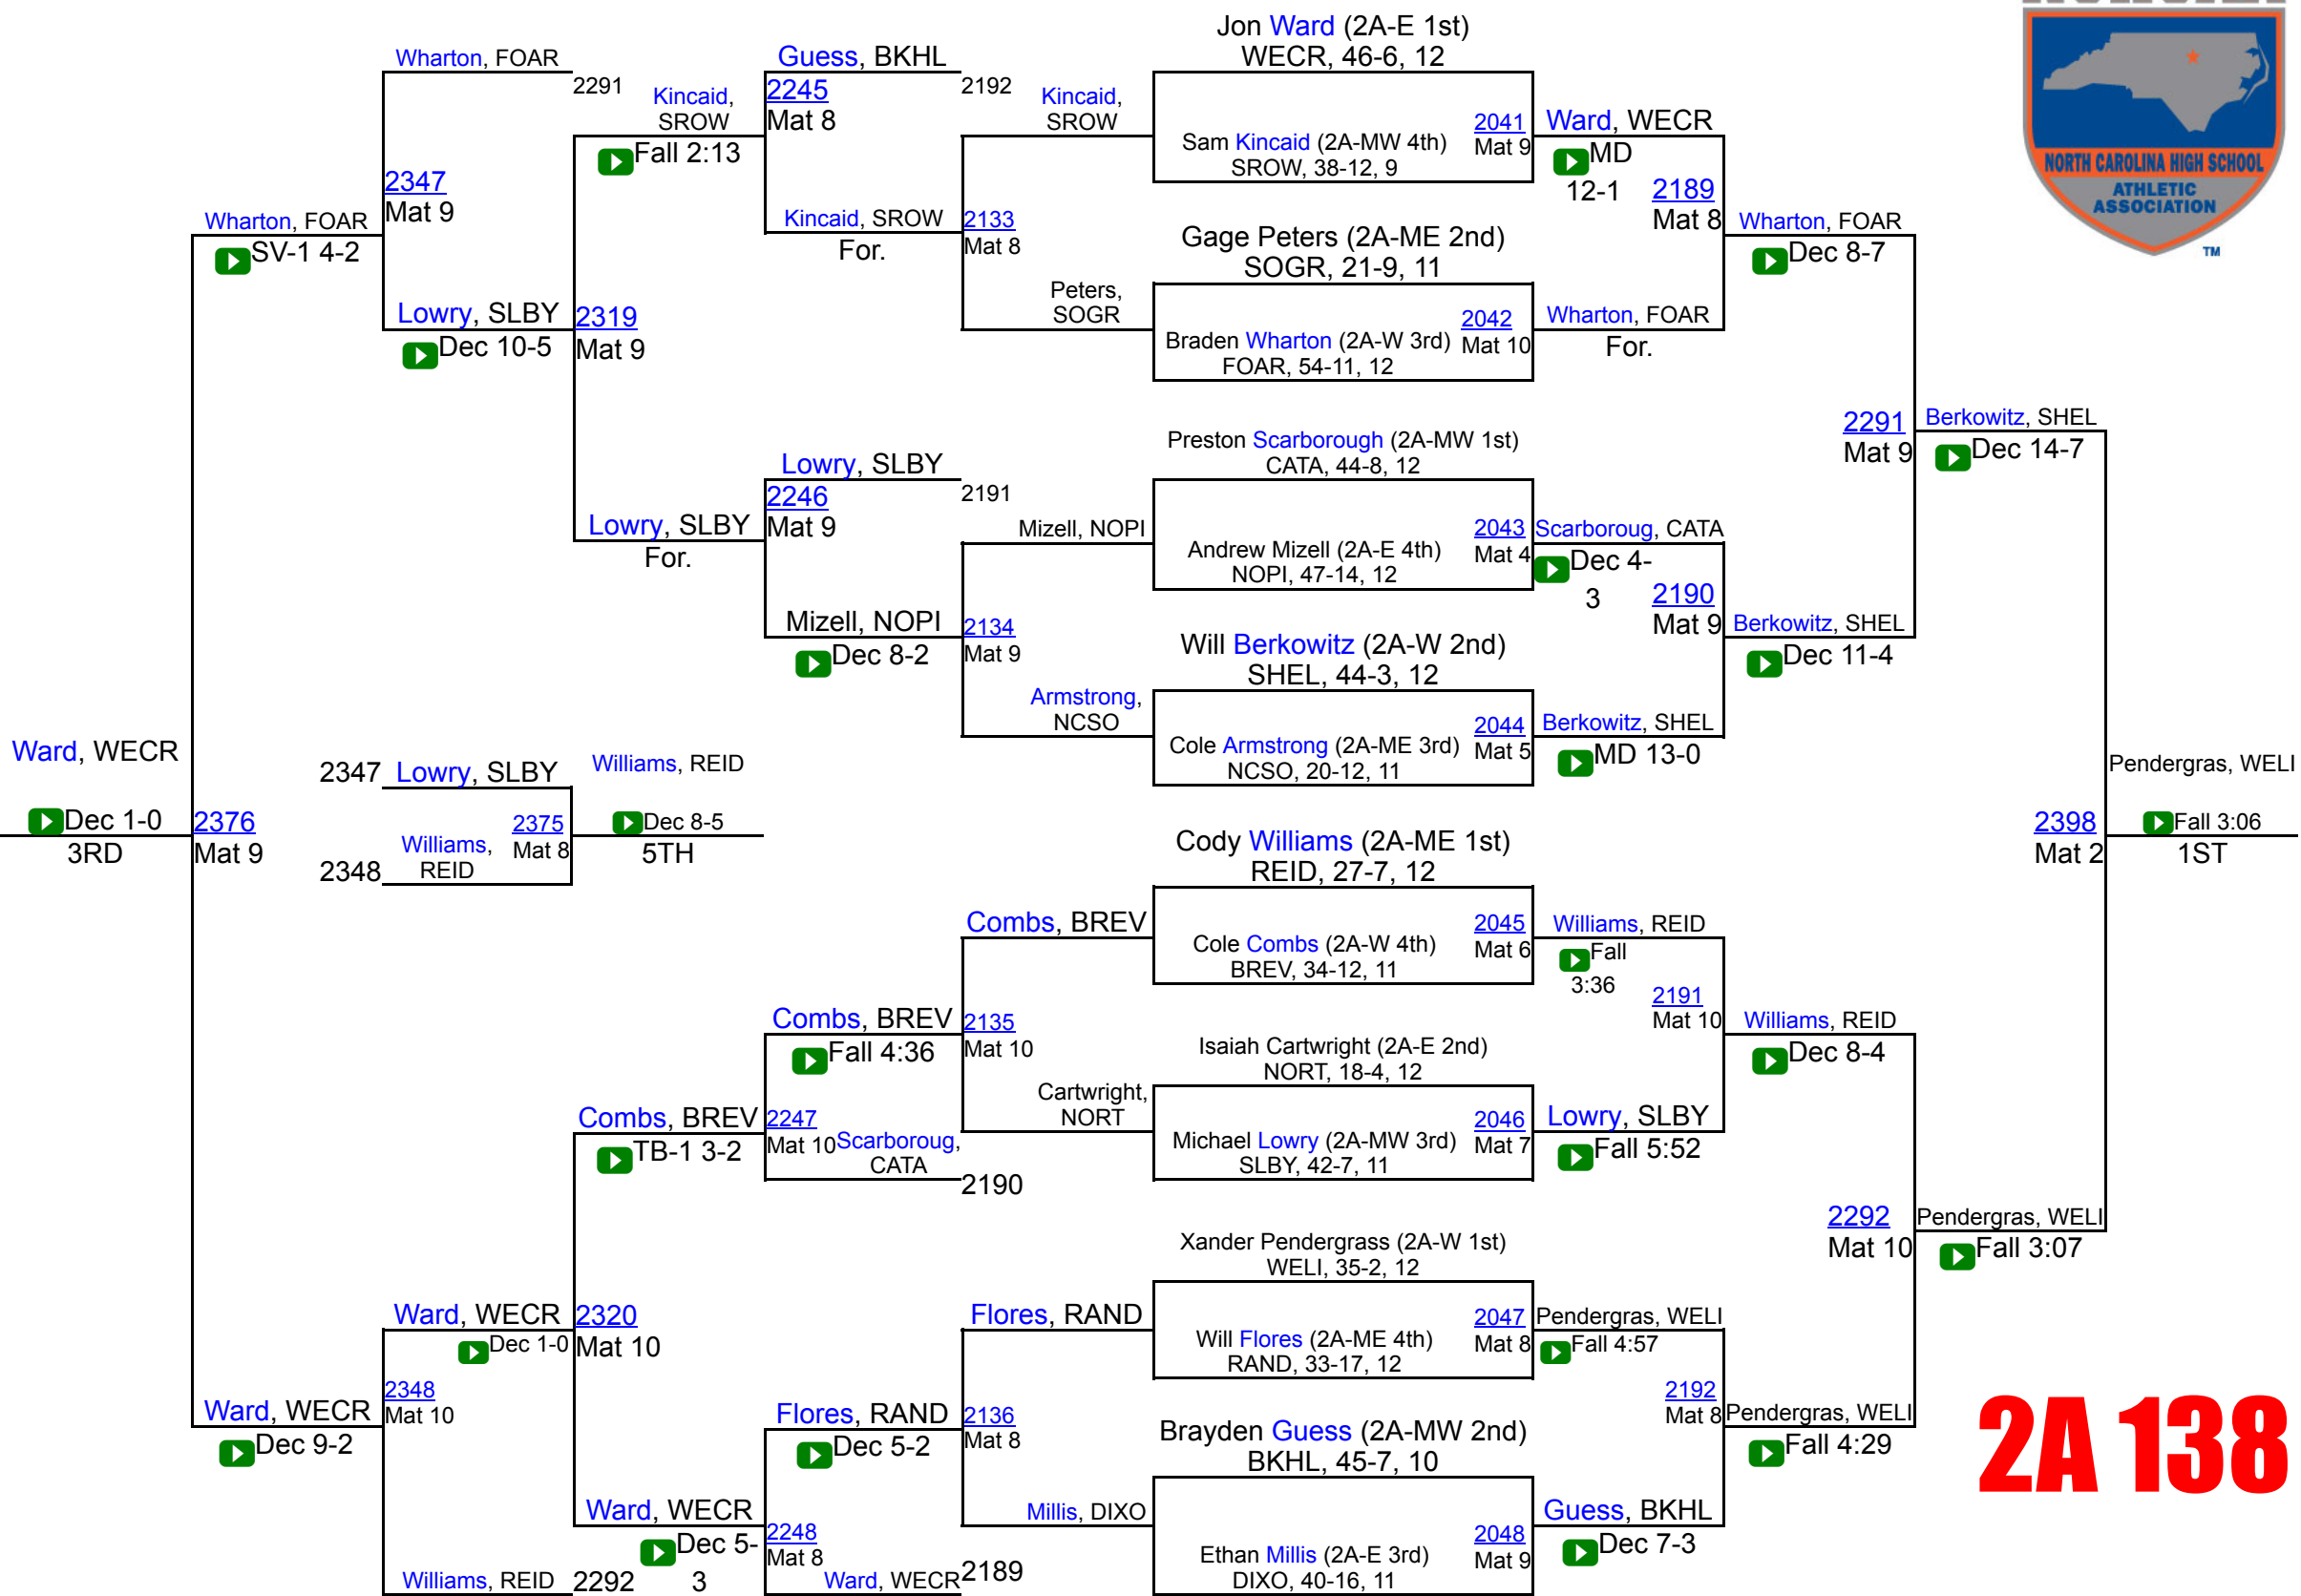 Jon Ward (2A-E 1st)
WECR, 46-6, 12
Sam Kincaid (2A-MW 4th)
SROW, 38-12, 9
2041
Mat 9
Gage Peters (2A-ME 2nd)
SOGR, 21-9, 11
Braden Wharton (2A-W 3rd)
FOAR, 54-11, 12
2042
Mat 10
Preston Scarborough (2A-MW 1st)
CATA, 44-8, 12
Andrew Mizell (2A-E 4th)
NOPI, 47-14, 12
2043
Mat 4
Will Berkowitz (2A-W 2nd)
SHEL, 44-3, 12
Cole Armstrong (2A-ME 3rd)
NCSO, 20-12, 11
2044
Mat 5
Cody Williams (2A-ME 1st)
REID, 27-7, 12
Cole Combs (2A-W 4th)
BREV, 34-12, 11
2045
Mat 6
Isaiah Cartwright (2A-E 2nd)
NORT, 18-4, 12
Michael Lowry (2A-MW 3rd)
SLBY, 42-7, 11
2046
Mat 7
Xander Pendergrass (2A-W 1st)
WELI, 35-2, 12
Will Flores (2A-ME 4th)
RAND, 33-17, 12
2047
Mat 8
Brayden Guess (2A-MW 2nd)
BKHL, 45-7, 10
Ethan Millis (2A-E 3rd)
DIXO, 40-16, 11
2048
Mat 9
Ward, WECR
MD
12-1
2189
Mat 8
Wharton, FOAR
For.
Scarboroug, CATA
Dec 4-
3
2190
Mat 9
Berkowitz, SHEL
MD 13-0
Williams, REID
Fall
3:36
2191
Mat 10
Lowry, SLBY
Fall 5:52
Pendergras, WELI
Fall 4:57
2192
Mat 8
Guess, BKHL
Dec 7-3
Wharton, FOAR
Dec 8-7
2291
Mat 9
Berkowitz, SHEL
Dec 11-4
Williams, REID
Dec 8-4
2292
Mat 10
Pendergras, WELI
Fall 4:29
Berkowitz, SHEL
Dec 14-7
Pendergras, WELI
Fall 3:07
2398
Mat 2
Pendergras, WELI
Fall 3:06
1ST
Kincaid,
SROW
2133
Mat 8
Peters,
SOGR
Mizell, NOPI
2134
Mat 9
Armstrong,
NCSO
Combs, BREV
2135
Mat 10
Cartwright,
NORT
Flores, RAND
2136
Mat 8
Millis, DIXO
Guess, BKHL
2192
2245
Mat 8
Kincaid, SROW
For.
Lowry, SLBY
2191
2246
Mat 9
Mizell, NOPI
Dec 8-2
Combs, BREV
Fall 4:36
2247
Mat 10
Scarboroug,
CATA
2190
Flores, RAND
Dec 5-2
2248
Mat 8
Ward, WECR
2189
Kincaid,
SROW
Fall 2:13
2319
Mat 9
Lowry, SLBY
For.
Combs, BREV
TB-1 3-2
2320
Mat 10
Ward, WECR
Dec 5-
3
Wharton, FOAR
2291
2347
Mat 9
Lowry, SLBY
Dec 10-5
Ward, WECR
Dec 1-0
2348
Mat 10
Williams, REID
2292
Wharton, FOAR
SV-1 4-2
Ward, WECR
Dec 9-2
2376
Mat 9
Ward, WECR
Dec 1-0
3RD
2347
Lowry, SLBY
2348
Williams,
REID
2375
Mat 8
Williams, REID
Dec 8-5
5TH
NORTH CAROLINA HIGH SCHOOL
ATHLETIC
ASSOCIATION
TM
2A 138